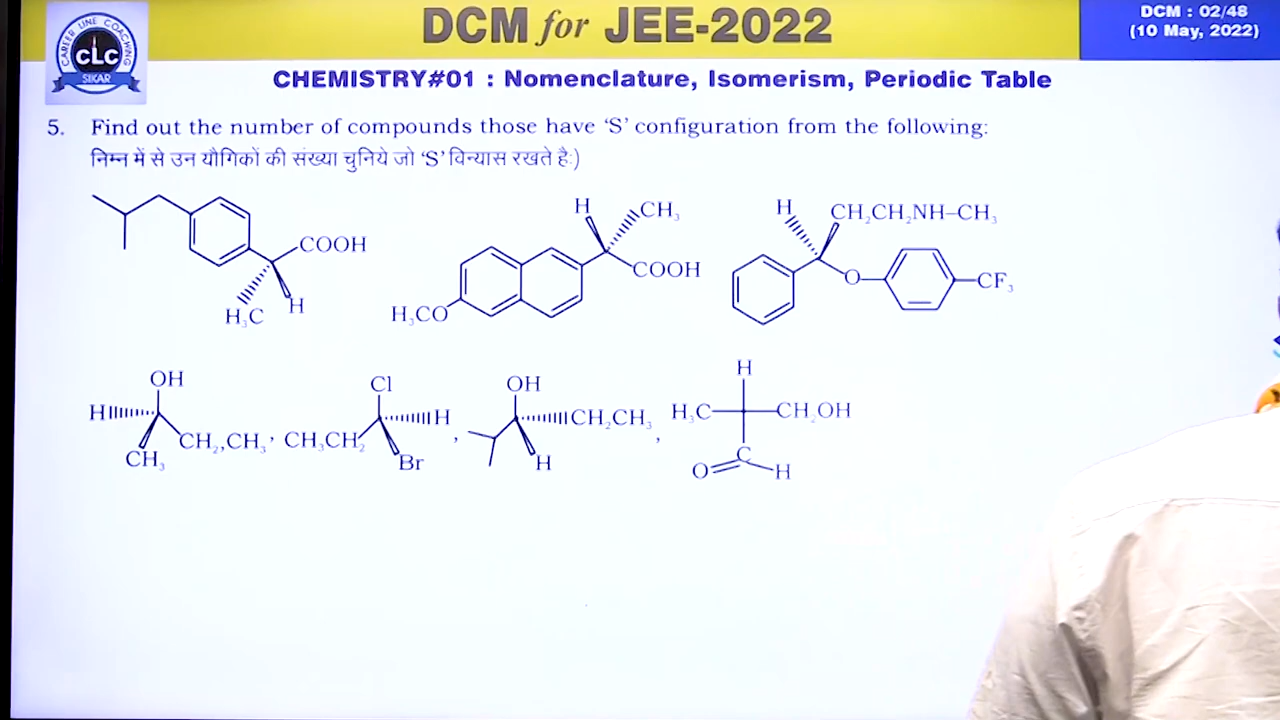 CAREER LINE COACHING
CLC
SIKAR
DCM for JEE-2022
DCM : 02/48
(10 May, 2022)
CHEMISTRY#01 : Nomenclature, Isomerism, Periodic Table
5. Find out the number of compounds those have ‘S’ configuration from the following:
निम्न में से उन यौगिकों की संख्या चुनिये जो ‘S’ विन्यास रखते है:)
COOH
H₃C
H
H
CH₃
COOH
H₃CO
H
CH₂CH₂NH–CH₃
O
CF₃
OH
H
CH₃
CH₂,CH₃,
Cl
H
CH₃CH₂
Br
,
OH
CH₂CH₃
H
,
H
H₃C
CH₂OH
C
O
H